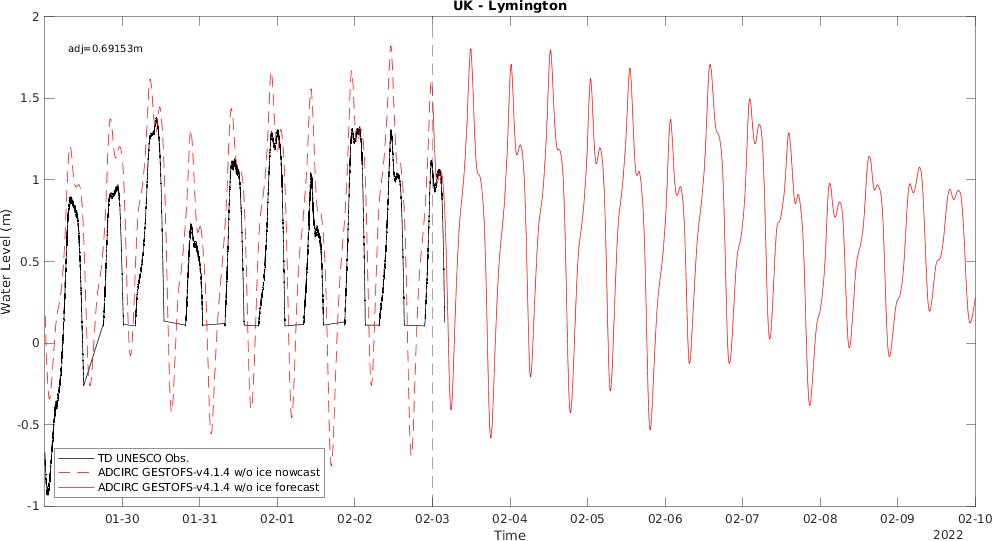 UK - Lymington
adj=0.69153m
Water Level (m)
2
1.5
1
0.5
0
-0.5
-1
TD UNESCO Obs.
ADCIRC GESTOFS-v4.1.4 w/o ice nowcast
ADCIRC GESTOFS-v4.1.4 w/o ice forecast
01-30 01-31 02-01 02-02 02-03 02-04 02-05 02-06 02-07 02-08 02-09 02-10
Time
2022